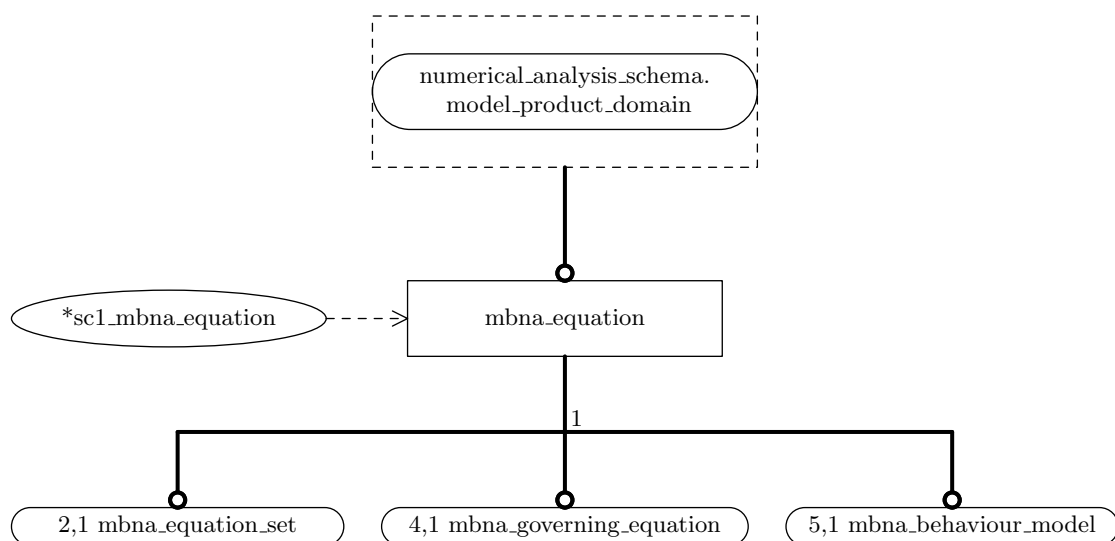 numerical_analysis_schema.
model_product_domain
*sc1_mbna_equation
mbna_equation
1
2,1 mbna_equation_set
4,1 mbna_governing_equation
5,1 mbna_behaviour_model